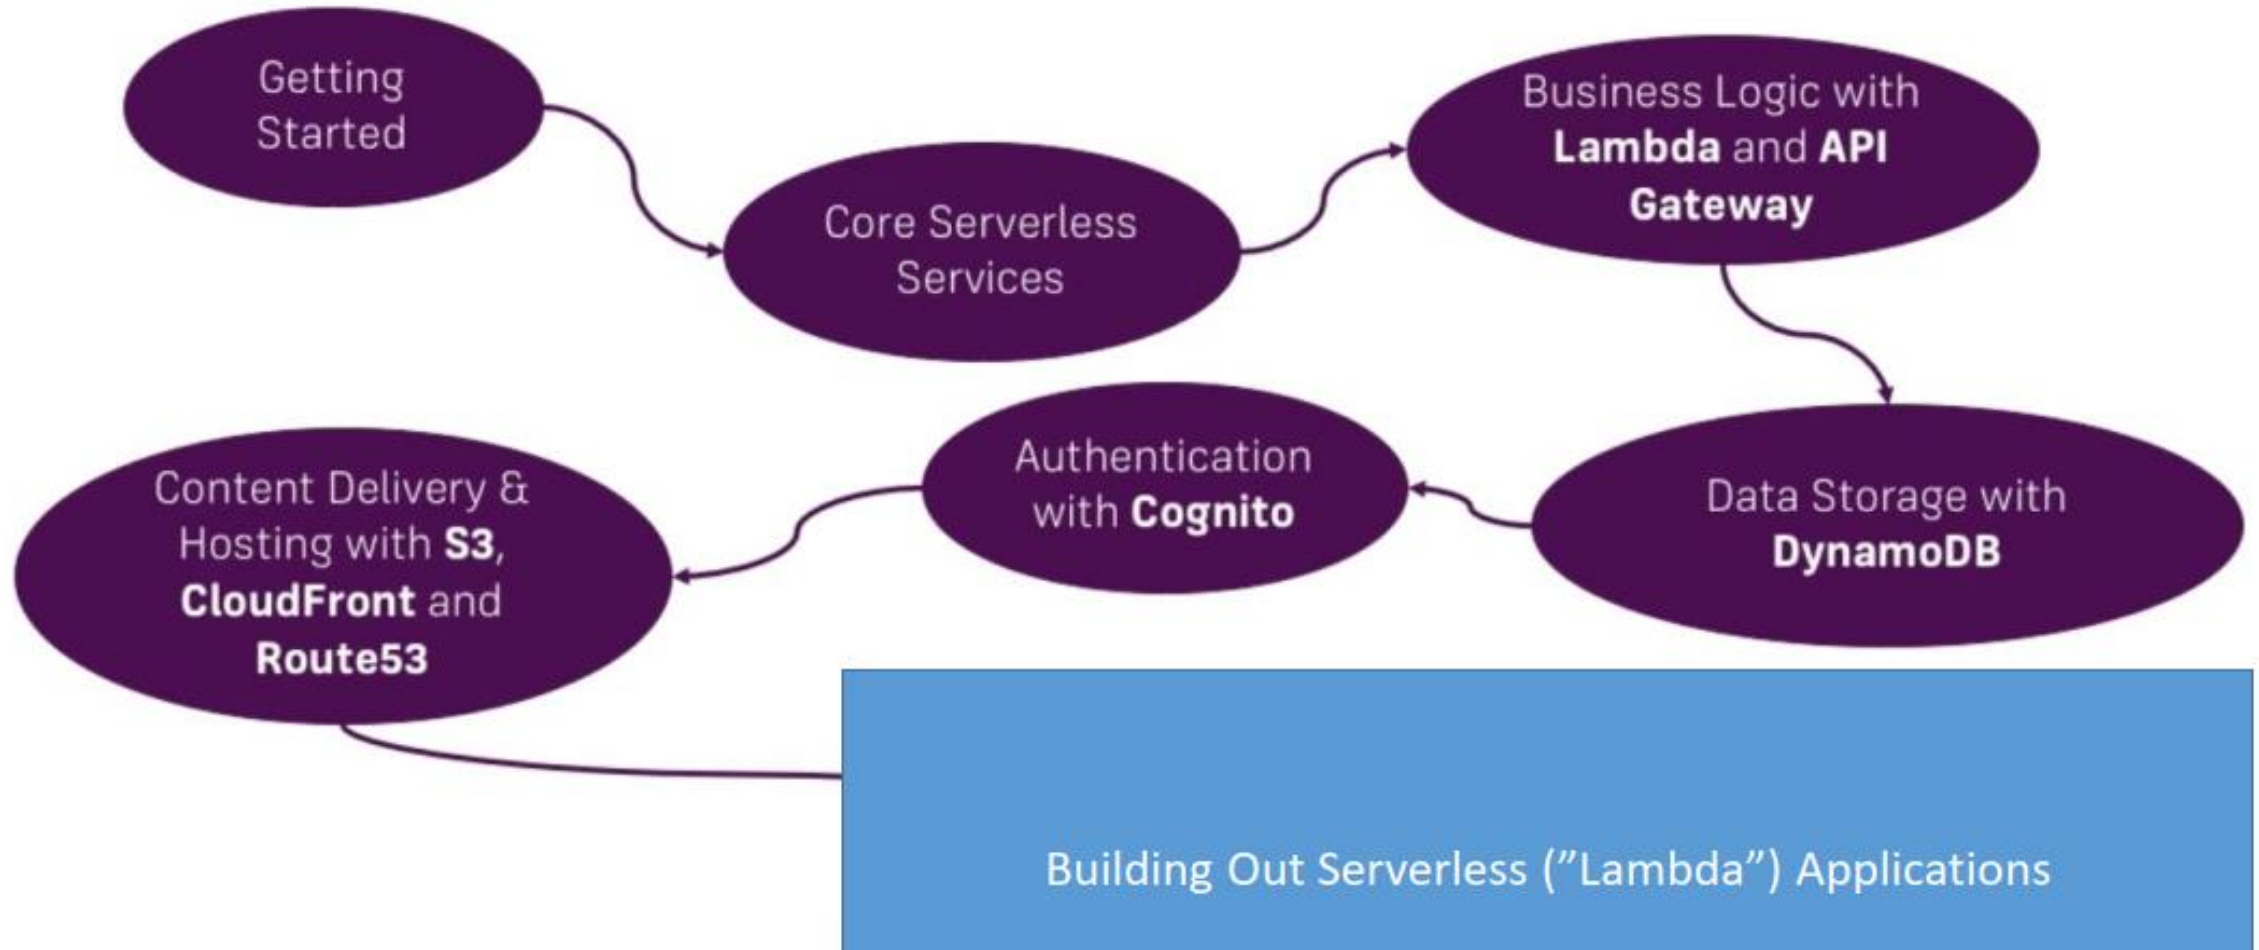 Getting
Started
Core Serverless
Services
Business Logic with
Lambda and API
Gateway
Data Storage with
DynamoDB
Authentication
with Cognito
Content Delivery &
Hosting with S3,
CloudFront and
Route53
Building Out Serverless (”Lambda”) Applications